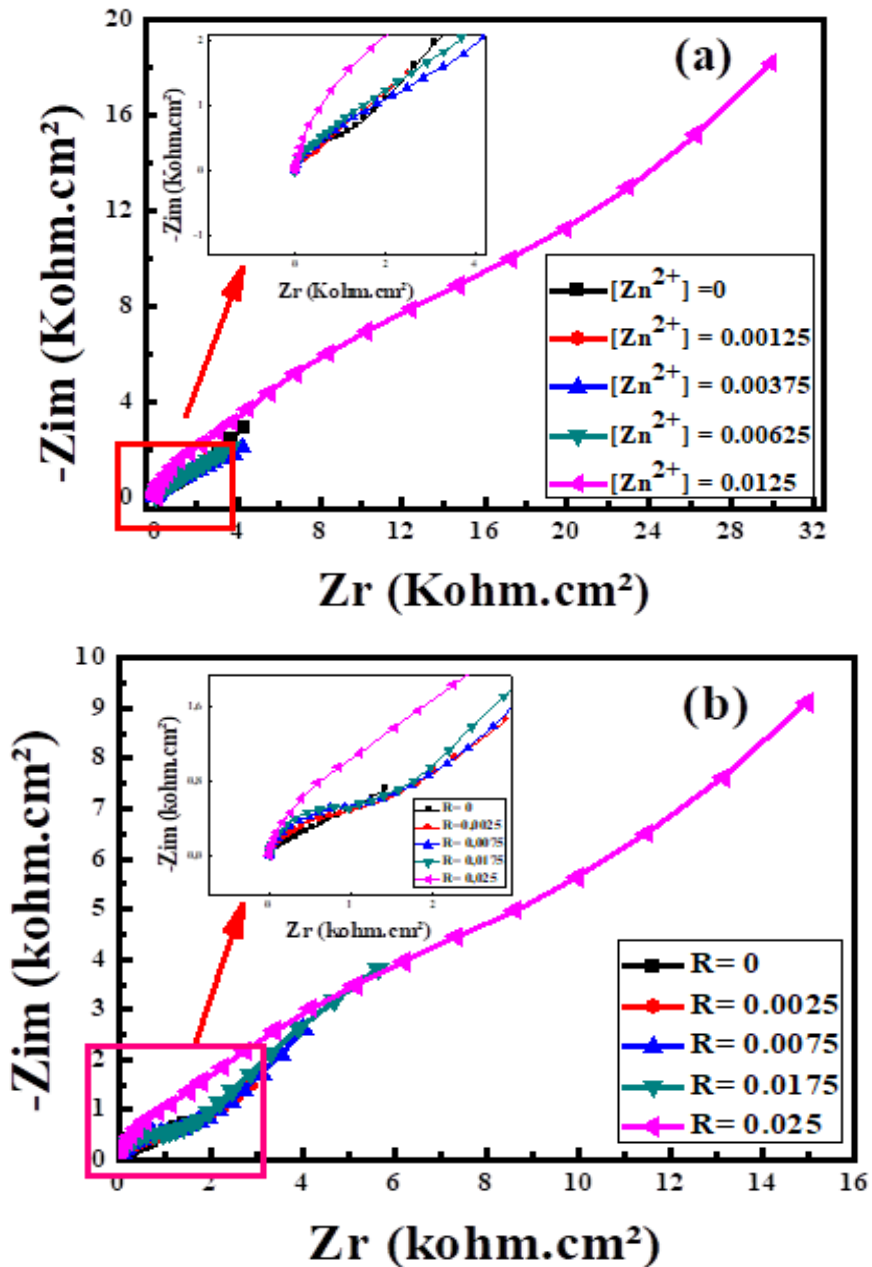 (a)
-Zim (Kohm.cm²)
20
18
16
12
8
4
0
0 4 8 12 16 20 24 28 32
Zr (Kohm.cm²)
-Zim (Kohm.cm²)
2
1
0
-1
0 2 4
Zr (Kohm.cm²)
[Zn²⁺] =0
[Zn²⁺] = 0.00125
[Zn²⁺] = 0.00375
[Zn²⁺] = 0.00625
[Zn²⁺] = 0.0125
(b)
-Zim (kohm.cm²)
10
9
8
7
6
5
4
3
2
1
0
0 2 4 6 8 10 12 14 16
Zr (kohm.cm²)
-Zim (kohm.cm²)
1.6
0.8
0.0
0 1 2
Zr (kohm.cm²)
R= 0
R=0.0025
R= 0.0075
R= 0.0175
R= 0.025
R= 0
R= 0.0025
R= 0.0075
R= 0.0175
R= 0.025